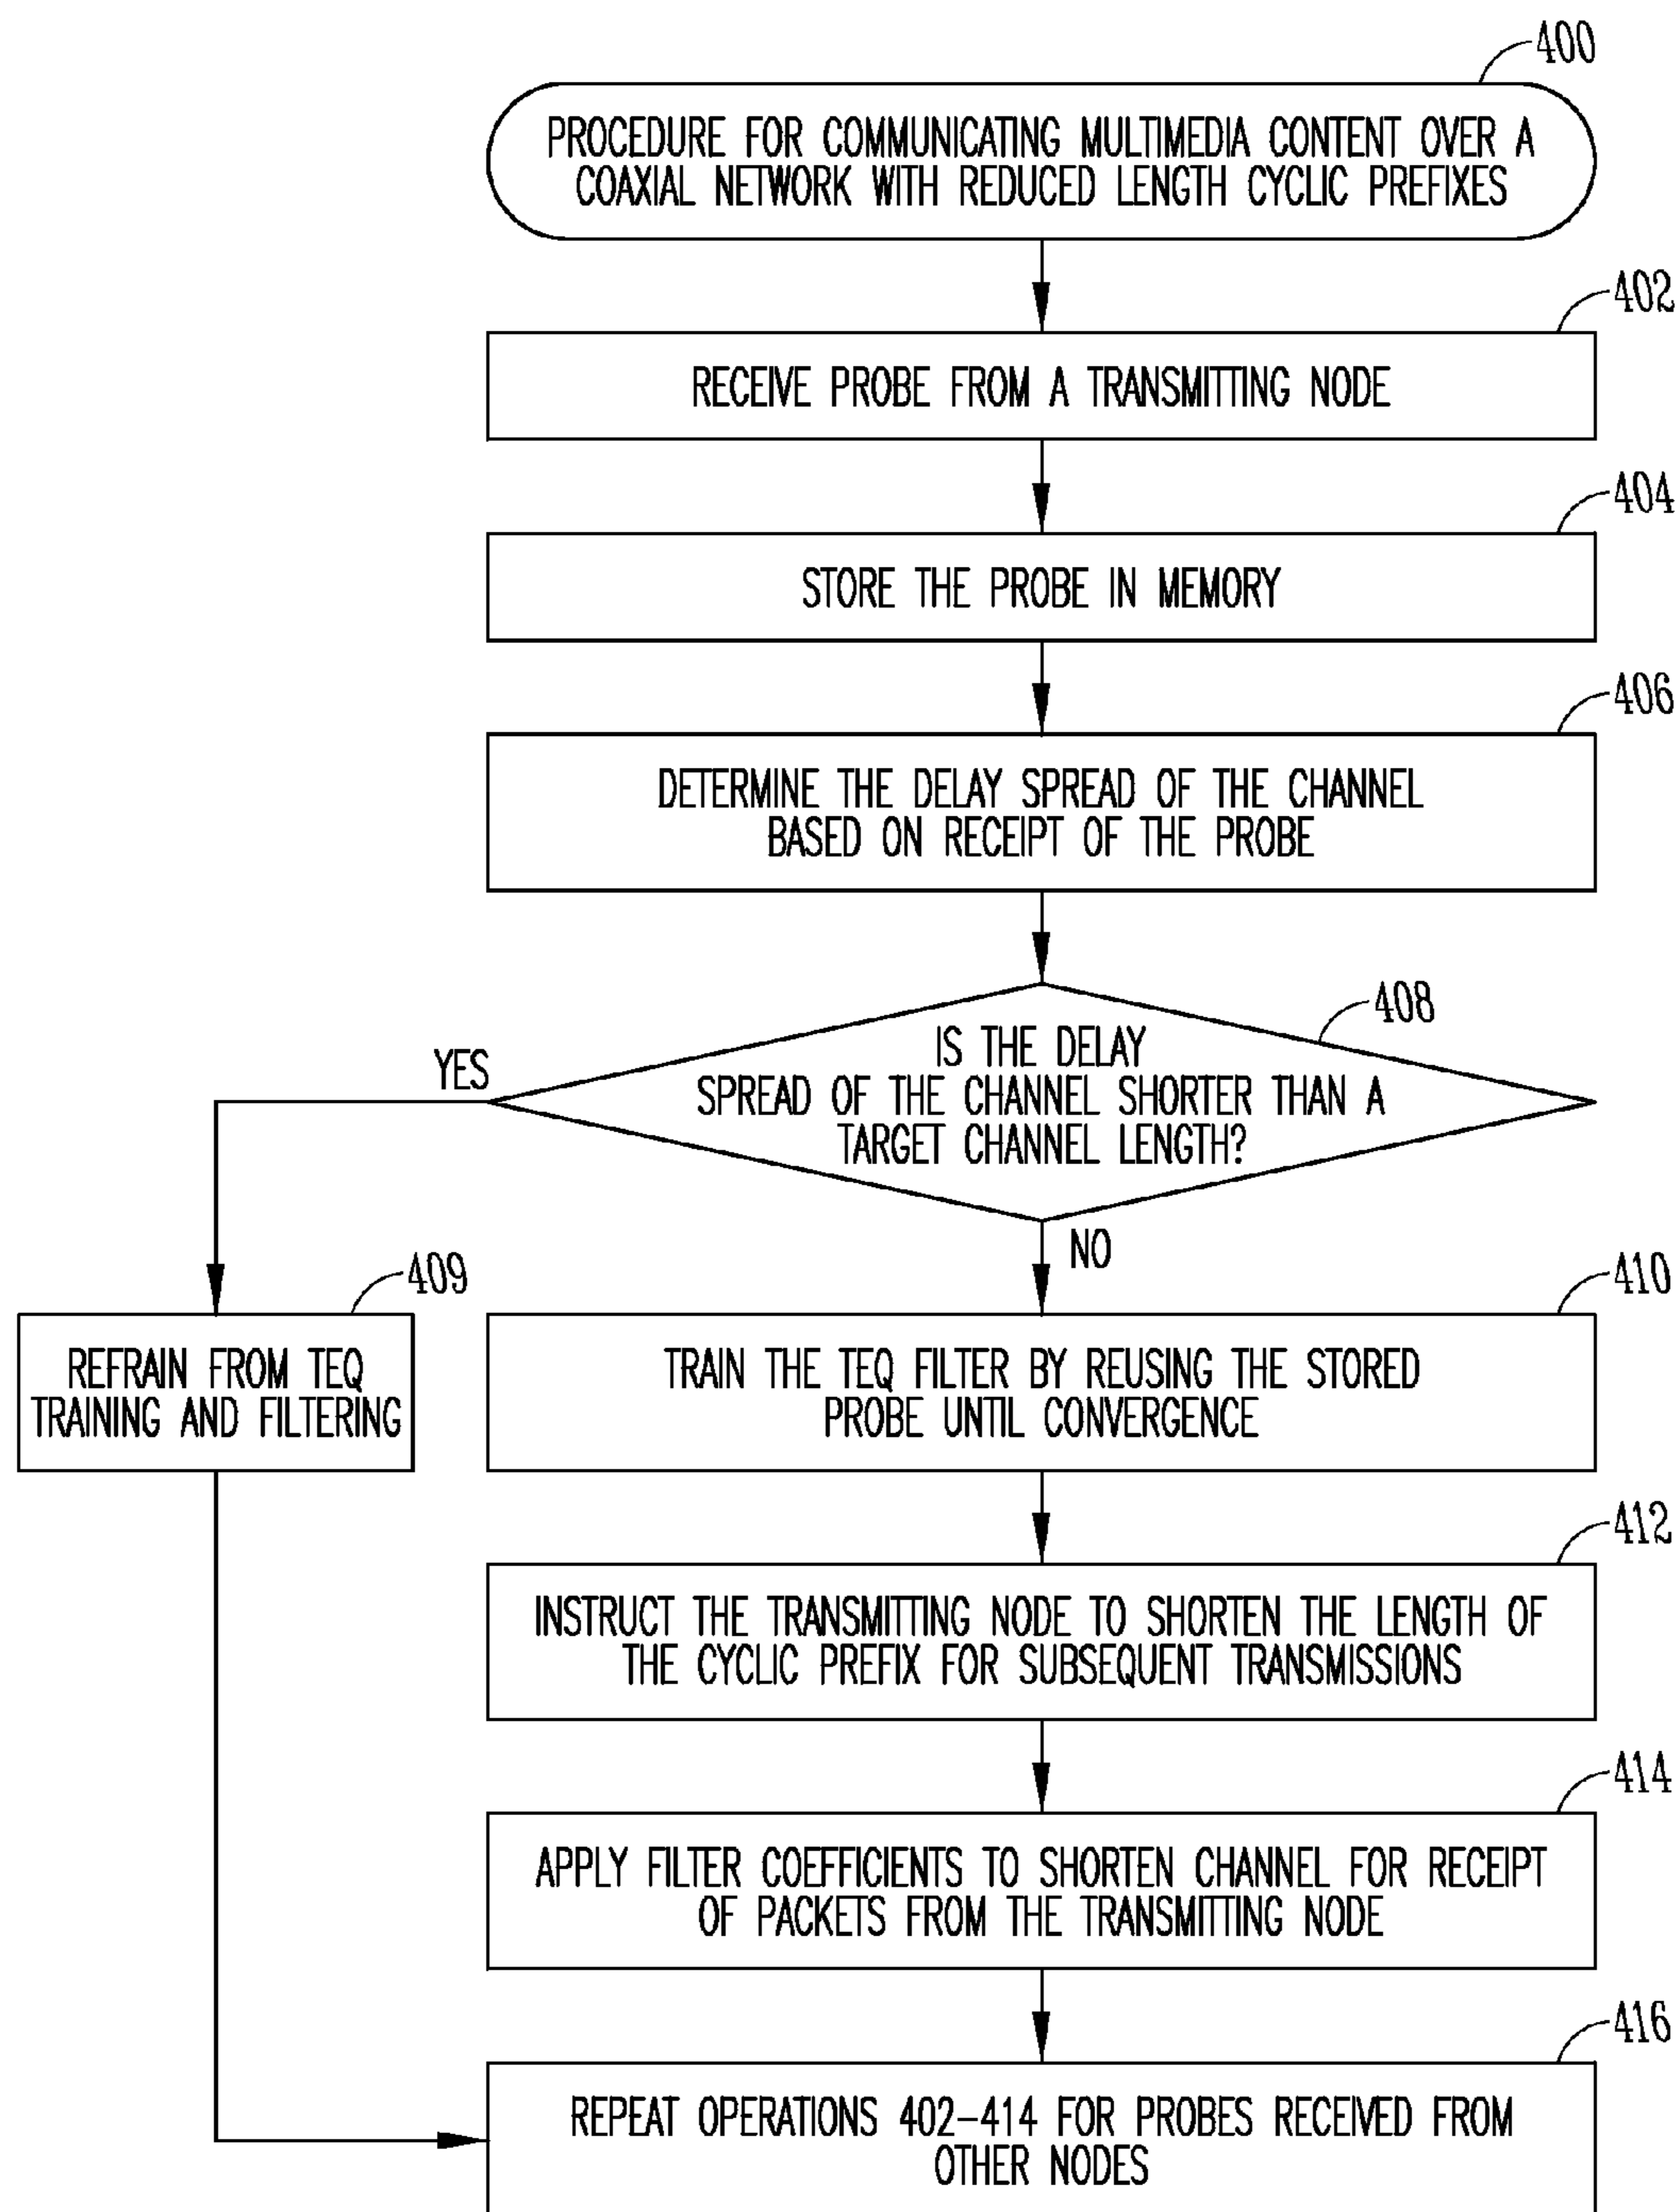 400
PROCEDURE FOR COMMUNICATING MULTIMEDIA CONTENT OVER A
COAXIAL NETWORK WITH REDUCED LENGTH CYCLIC PREFIXES
402
RECEIVE PROBE FROM A TRANSMITTING NODE
404
STORE THE PROBE IN MEMORY
406
DETERMINE THE DELAY SPREAD OF THE CHANNEL
BASED ON RECEIPT OF THE PROBE
408
IS THE DELAY
SPREAD OF THE CHANNEL SHORTER THAN A
TARGET CHANNEL LENGTH?
YES
NO
409
REFRAIN FROM TEQ
TRAINING AND FILTERING
410
TRAIN THE TEQ FILTER BY REUSING THE STORED
PROBE UNTIL CONVERGENCE
412
INSTRUCT THE TRANSMITTING NODE TO SHORTEN THE LENGTH OF
THE CYCLIC PREFIX FOR SUBSEQUENT TRANSMISSIONS
414
APPLY FILTER COEFFICIENTS TO SHORTEN CHANNEL FOR RECEIPT
OF PACKETS FROM THE TRANSMITTING NODE
416
REPEAT OPERATIONS 402-414 FOR PROBES RECEIVED FROM
OTHER NODES